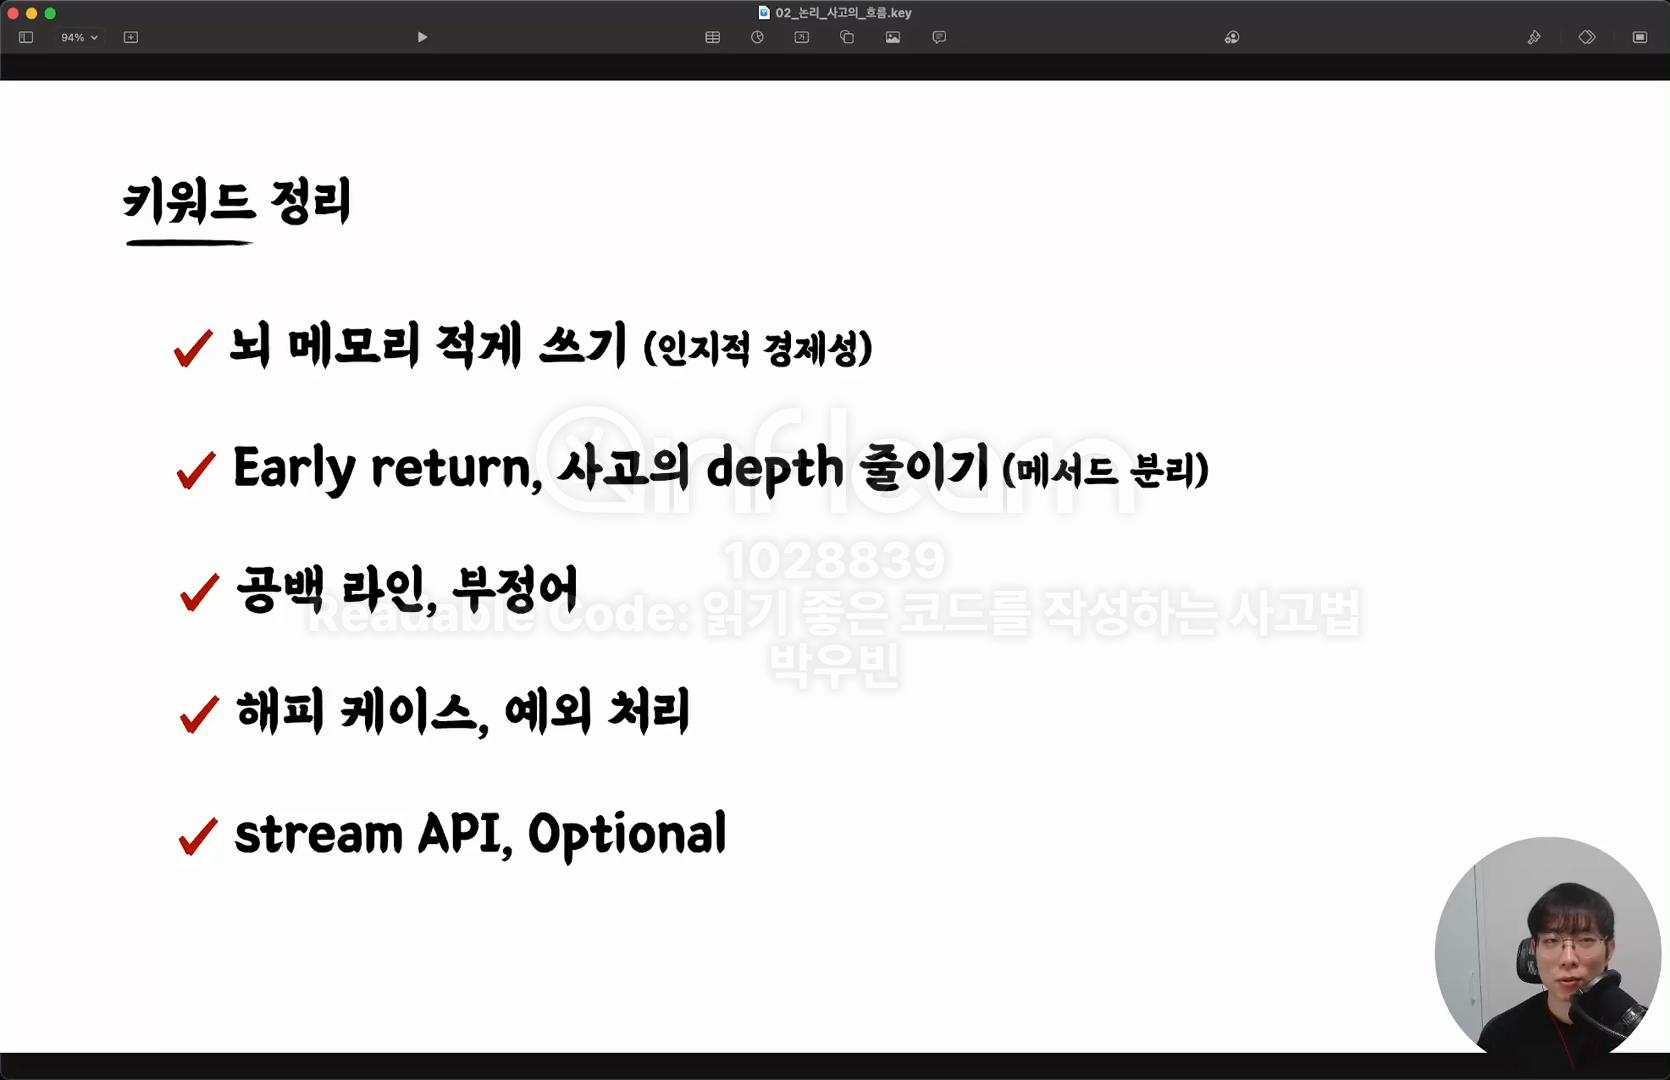 02_논리_사고의_흐름.key
94%
키워드 정리
뇌 메모리 적게 쓰기 (인지적 경제성)
Early return, 사고의 depth 줄이기 (메서드 분리)
inflearn
1028839
공백 라인, 부정어
Readable Code: 읽기 좋은 코드를 작성하는 사고법
박우빈
해피 케이스, 예외 처리
stream API, Optional